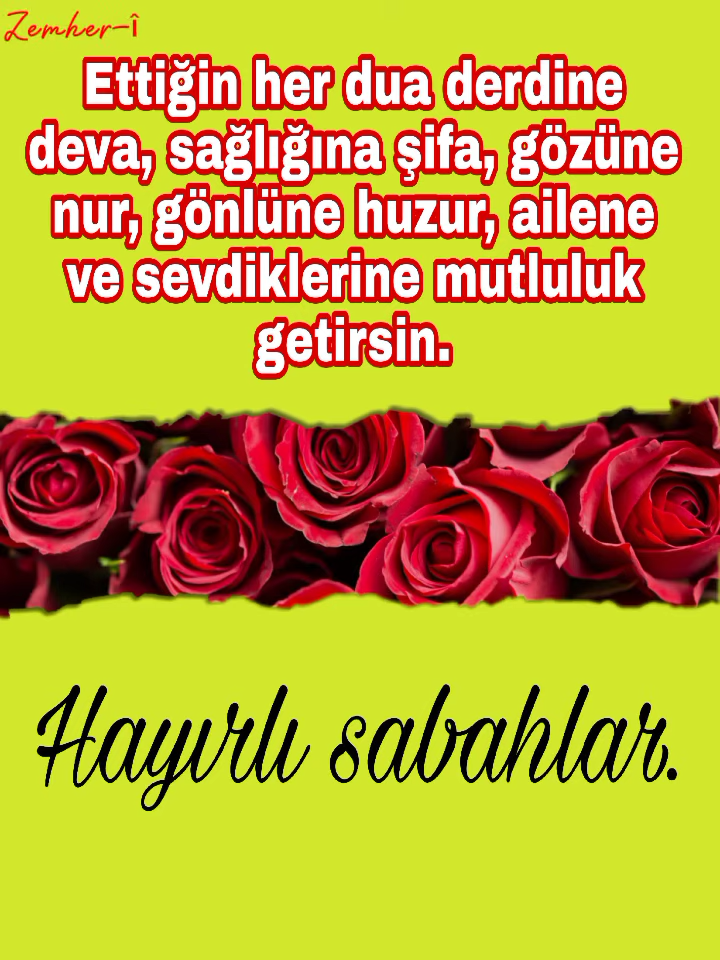 Zemher-î
Ettiğin her dua derdine
deva, sağlığına şifa, gözüne
nur, gönlüne huzur, ailene
ve sevdiklerine mutluluk
getirsin.
Hayırlı sabahlar.